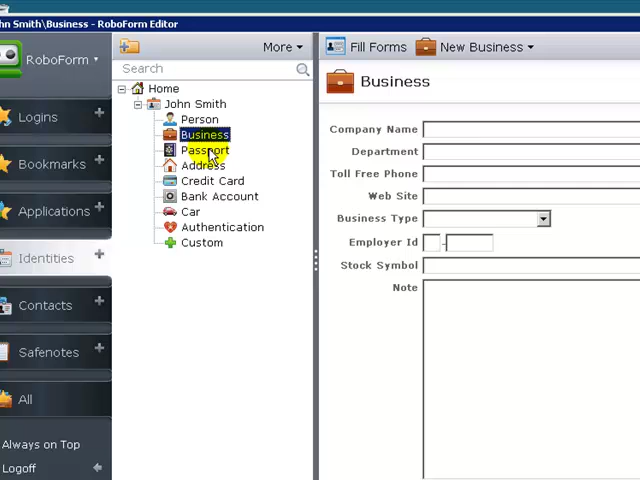 hn Smith\Business - RoboForm Editor
RoboForm
More
Fill Forms
New Business
Search
Business
Logins
Bookmarks
Applications
Identities
Contacts
Safenotes
All
Always on Top
Logoff
Home
John Smith
Person
Business
Passport
Address
Credit Card
Bank Account
Car
Authentication
Custom
Company Name
Department
Toll Free Phone
Web Site
Business Type
Employer Id
-
Stock Symbol
Note